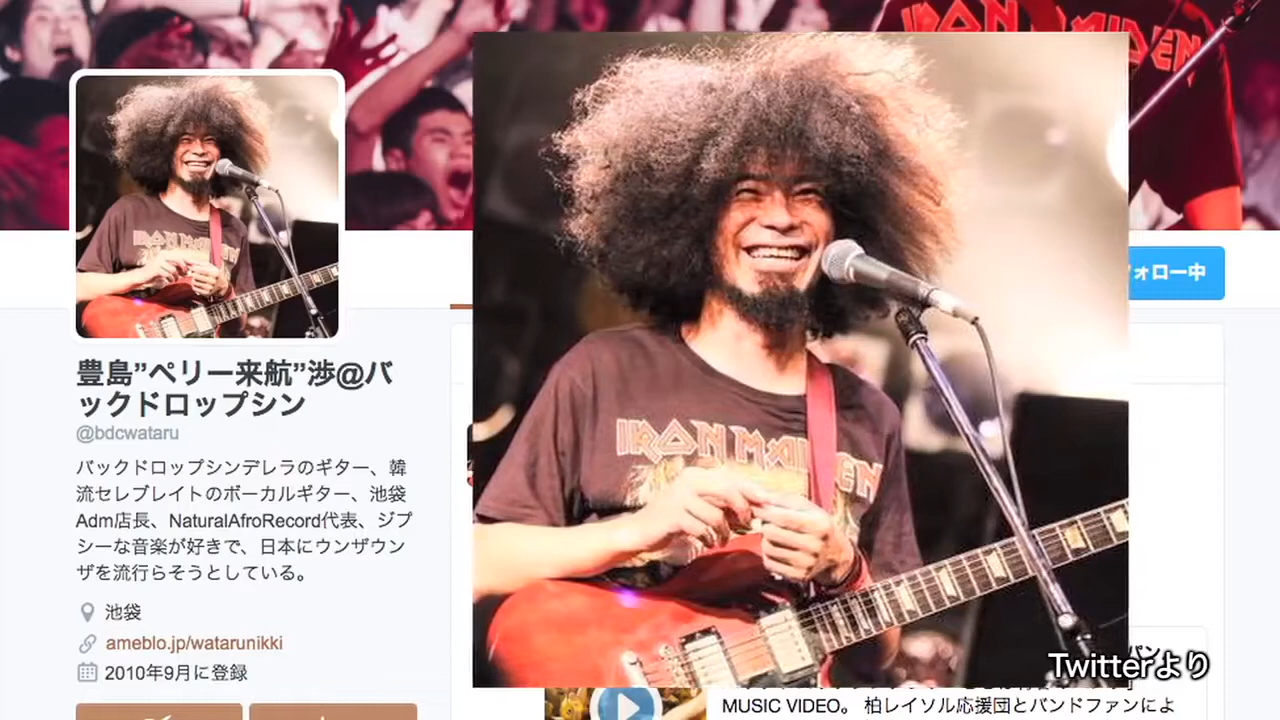 IRON MAIDEN
フォロー中
豊島”ペリー来航”渉@バ
ックドロップシン
@bdcwataru
バックドロップシンデレラのギター、韓
流セレブレイトのボーカルギター、池袋
Adm店長、NaturalAfroRecord代表、ジプ
シーな音楽が好きで、日本にウンザウン
ザを流行らそうとしている。
池袋
ameblo.jp/watarunikki
2010年9月に登録
IRON MAIDEN
IRON MAIDEN
Twitterより
MUSIC VIDEO。 柏レイソル応援団とバンドファンによ